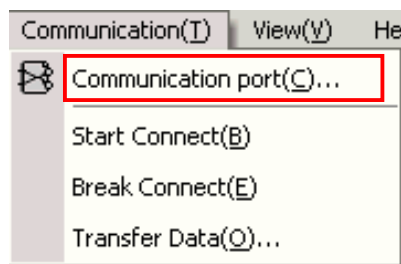 Communication(T) View(V) He
Communication port(C)...
Start Connect(B)
Break Connect(E)
Transfer Data(O)...